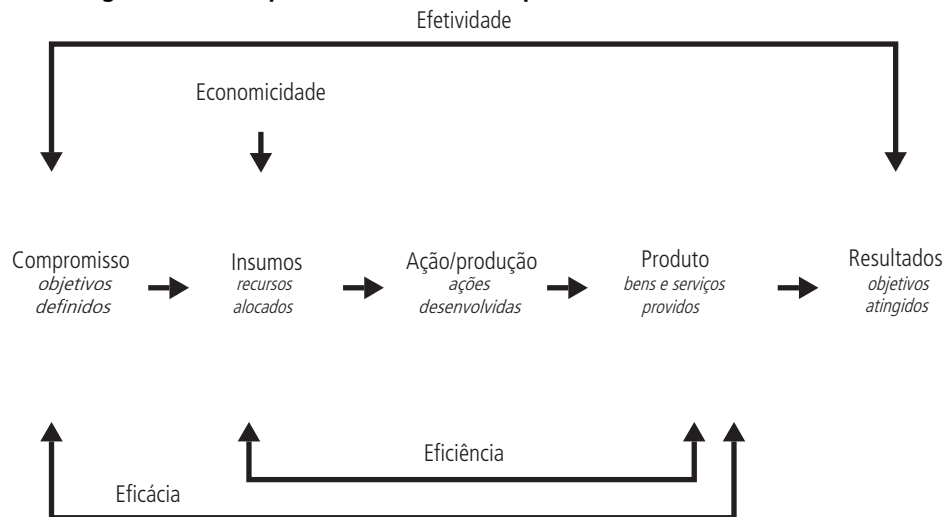 Efetividade
Economicidade
Compromisso
objetivos
definidos
Insumos
recursos
alocados
Ação/produção
ações
desenvolvidas
Produto
bens e serviços
providos
Resultados
objetivos
atingidos
Eficiência
Eficácia